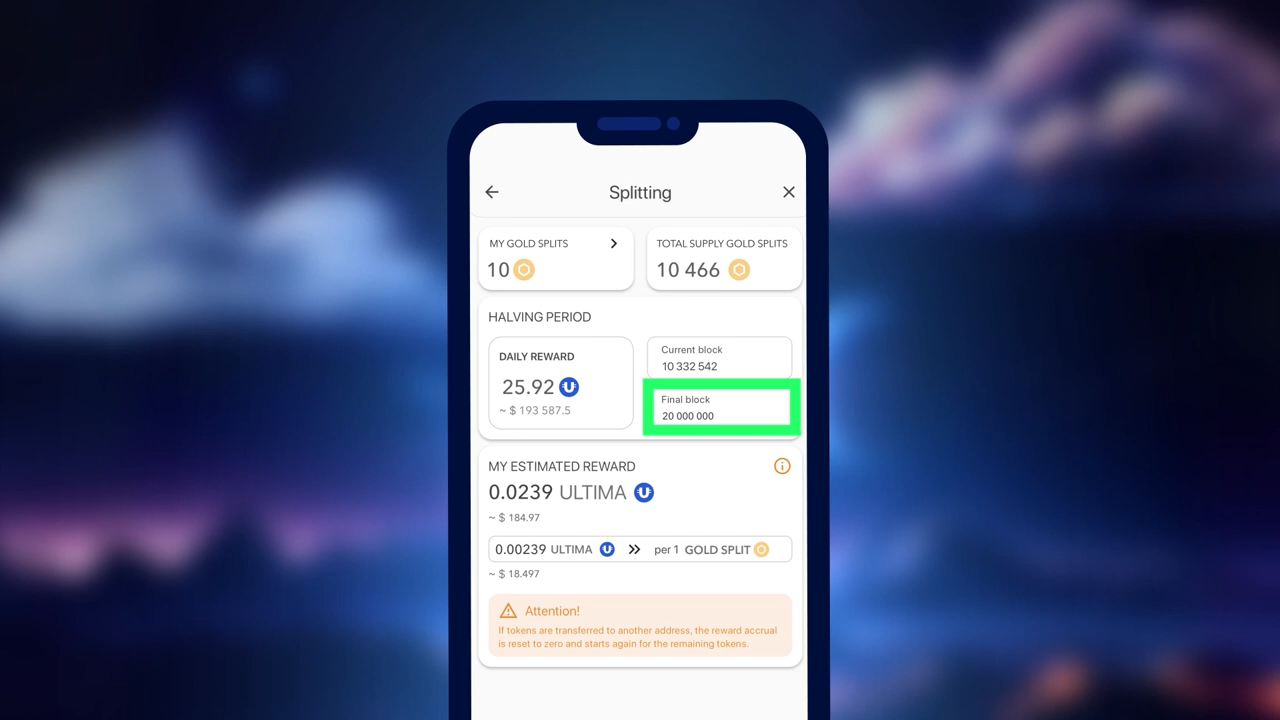 Splitting
MY GOLD SPLITS
10
TOTAL SUPPLY GOLD SPLITS
10 466
HALVING PERIOD
DAILY REWARD
25.92
~ $ 193 587.5
Current block
10 332 542
Final block
20 000 000
MY ESTIMATED REWARD
0.0239 ULTIMA
~ $ 184.97
0.00239 ULTIMA » per 1 GOLD SPLIT
~ $ 18.497
Attention!
If tokens are transferred to another address, the reward accrual
is reset to zero and starts again for the remaining tokens.